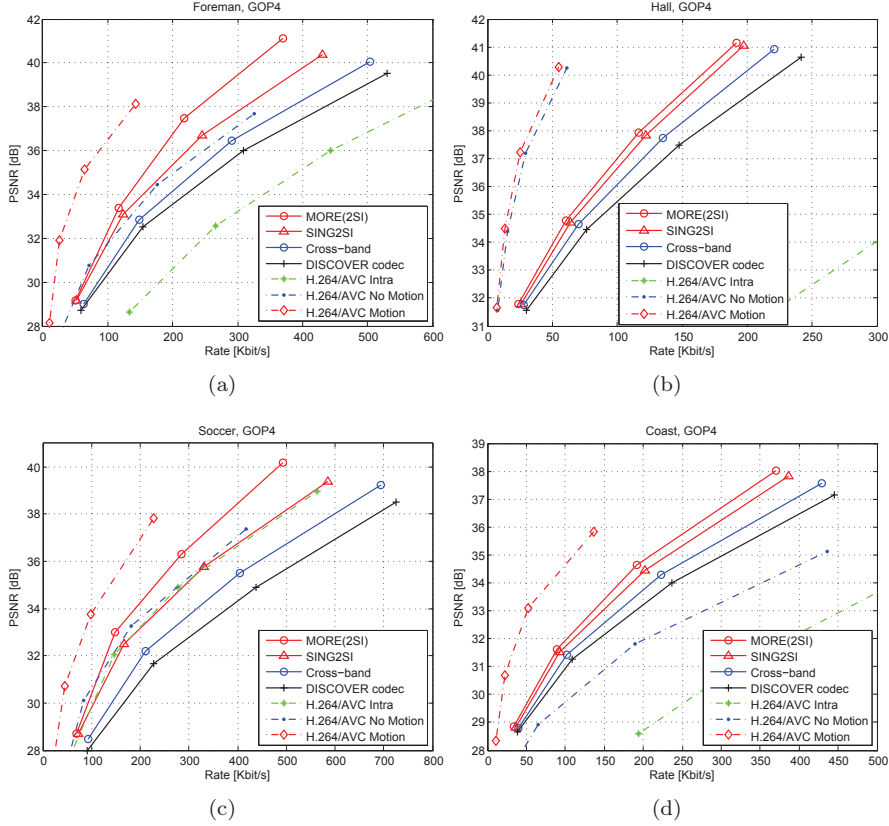 Foreman, GOP4
PSNR [dB]
42
40
38
36
34
32
30
28
0 100 200 300 400 500 600
Rate [Kbit/s]
MORE(2SI)
SING2SI
Cross−band
DISCOVER codec
H.264/AVC Intra
H.264/AVC No Motion
H.264/AVC Motion
(a)
Hall, GOP4
PSNR [dB]
42
41
40
39
38
37
36
35
34
33
32
31
0 50 100 150 200 250 300
Rate [Kbit/s]
MORE(2SI)
SING2SI
Cross−band
DISCOVER codec
H.264/AVC Intra
H.264/AVC No Motion
H.264/AVC Motion
(b)
Soccer, GOP4
PSNR [dB]
40
38
36
34
32
30
28
0 100 200 300 400 500 600 700 800
Rate [Kbit/s]
MORE(2SI)
SING2SI
Cross−band
DISCOVER codec
H.264/AVC Intra
H.264/AVC No Motion
H.264/AVC Motion
(c)
Coast, GOP4
PSNR [dB]
39
38
37
36
35
34
33
32
31
30
29
28
0 50 100 150 200 250 300 350 400 450 500
Rate [Kbit/s]
MORE(2SI)
SING2SI
Cross−band
DISCOVER codec
H.264/AVC Intra
H.264/AVC No Motion
H.264/AVC Motion
(d)